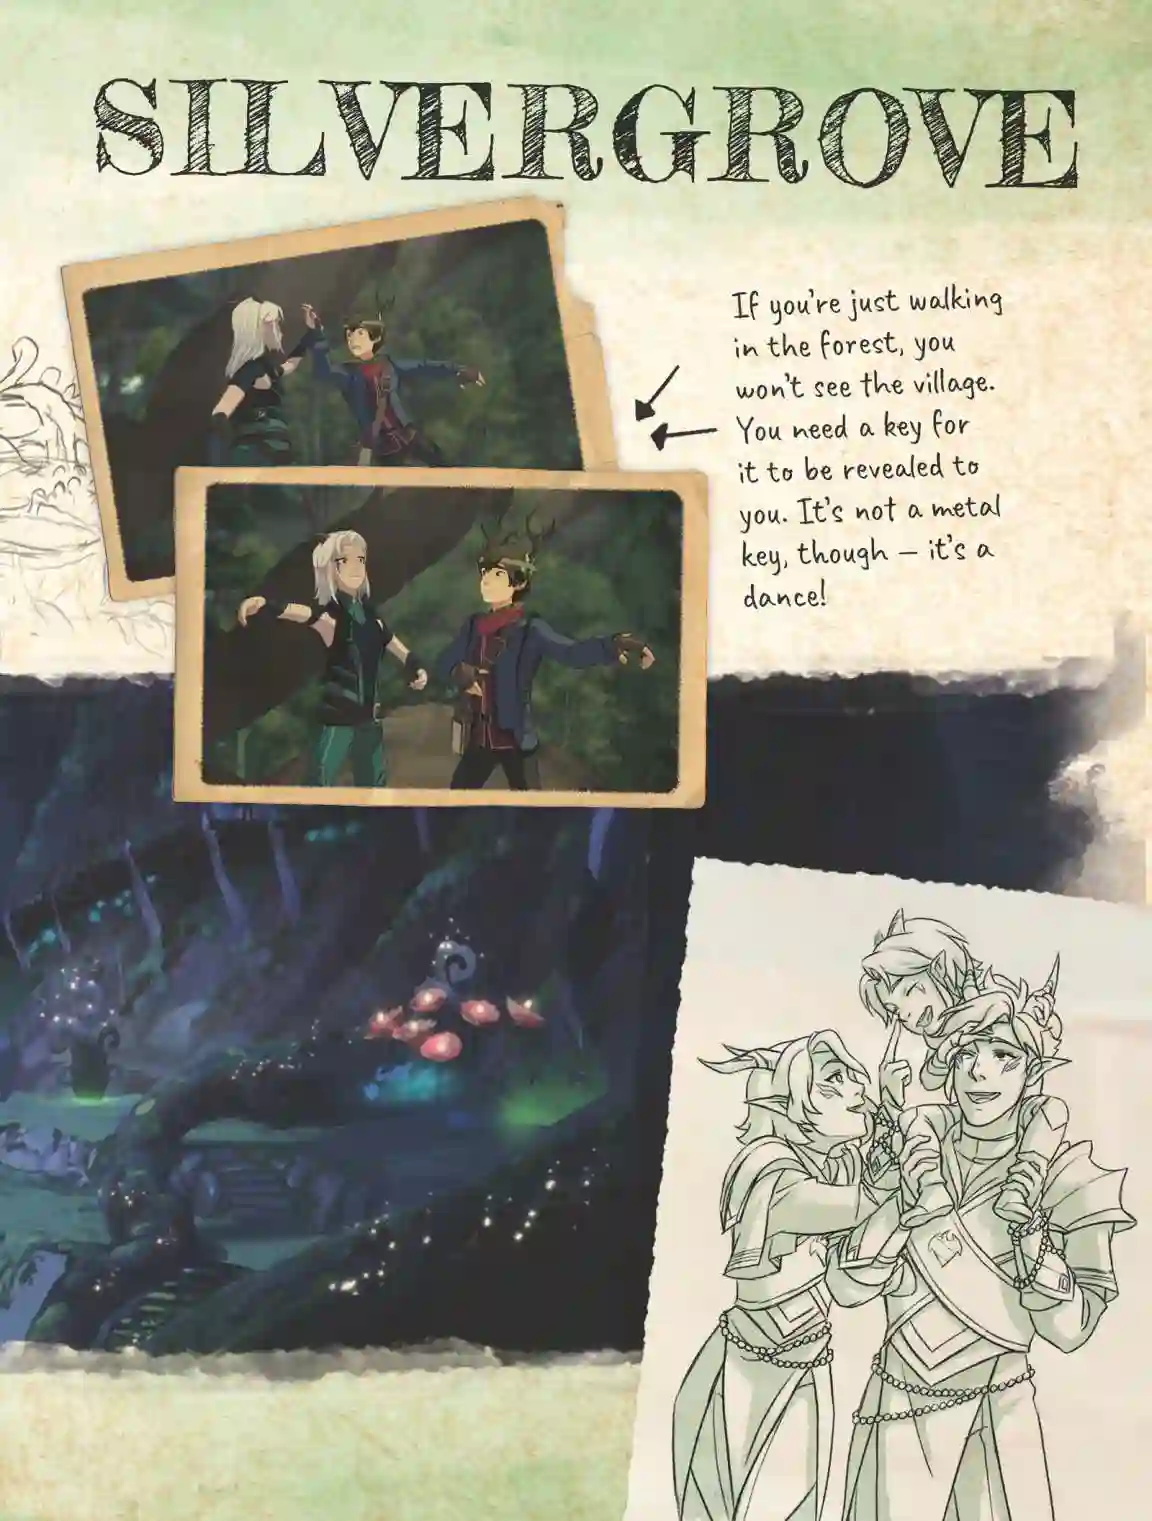 SILVERGROVE
If you're just walking
in the forest, you
won't see the village.
You need a key for
it to be revealed to
you. It's not a metal
key, though – it's a
dance!